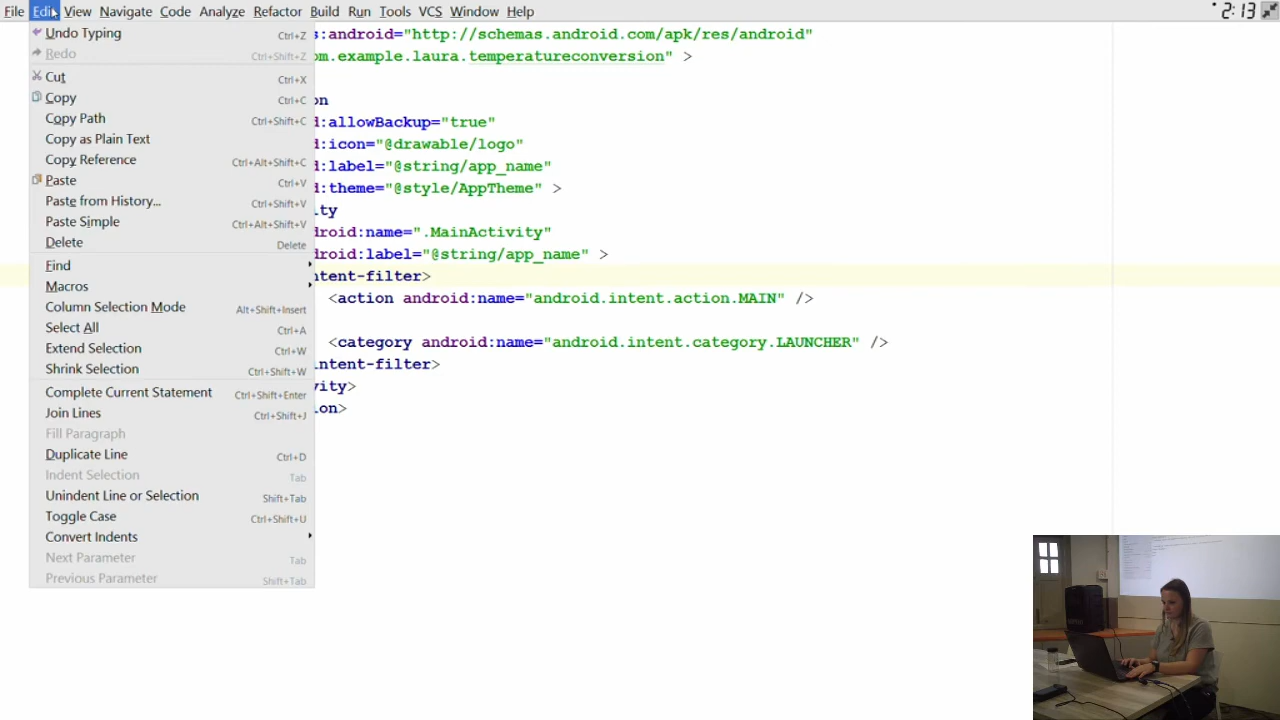 File Edi View Navigate Code Analyze Refactor Build Run Tools VCS Window Help 2:13
Undo Typing Ctrl+Z
Redo Ctrl+Shift+Z
Cut Ctrl+X
Copy Ctrl+C
Copy Path Ctrl+Shift+C
Copy as Plain Text
Copy Reference Ctrl+Alt+Shift+C
Paste Ctrl+V
Paste from History... Ctrl+Shift+V
Paste Simple Ctrl+Alt+Shift+V
Delete Delete
Find
Macros
Column Selection Mode Alt+Shift+Insert
Select All Ctrl+A
Extend Selection Ctrl+W
Shrink Selection Ctrl+Shift+W
Complete Current Statement Ctrl+Shift+Enter
Join Lines Ctrl+Shift+J
Fill Paragraph
Duplicate Line Ctrl+D
Indent Selection Tab
Unindent Line or Selection Shift+Tab
Toggle Case Ctrl+Shift+U
Convert Indents
Next Parameter Tab
Previous Parameter Shift+Tab
s:android="http://schemas.android.com/apk/res/android"
om.example.laura.temperatureconversion" >
on
d:allowBackup="true"
d:icon="@drawable/logo"
d:label="@string/app_name"
d:theme="@style/AppTheme" >
ity
droid:name=".MainActivity"
droid:label="@string/app_name" >
ntent-filter>
<action android:name="android.intent.action.MAIN" />
<category android:name="android.intent.category.LAUNCHER" />
intent-filter>
vity>
ion>